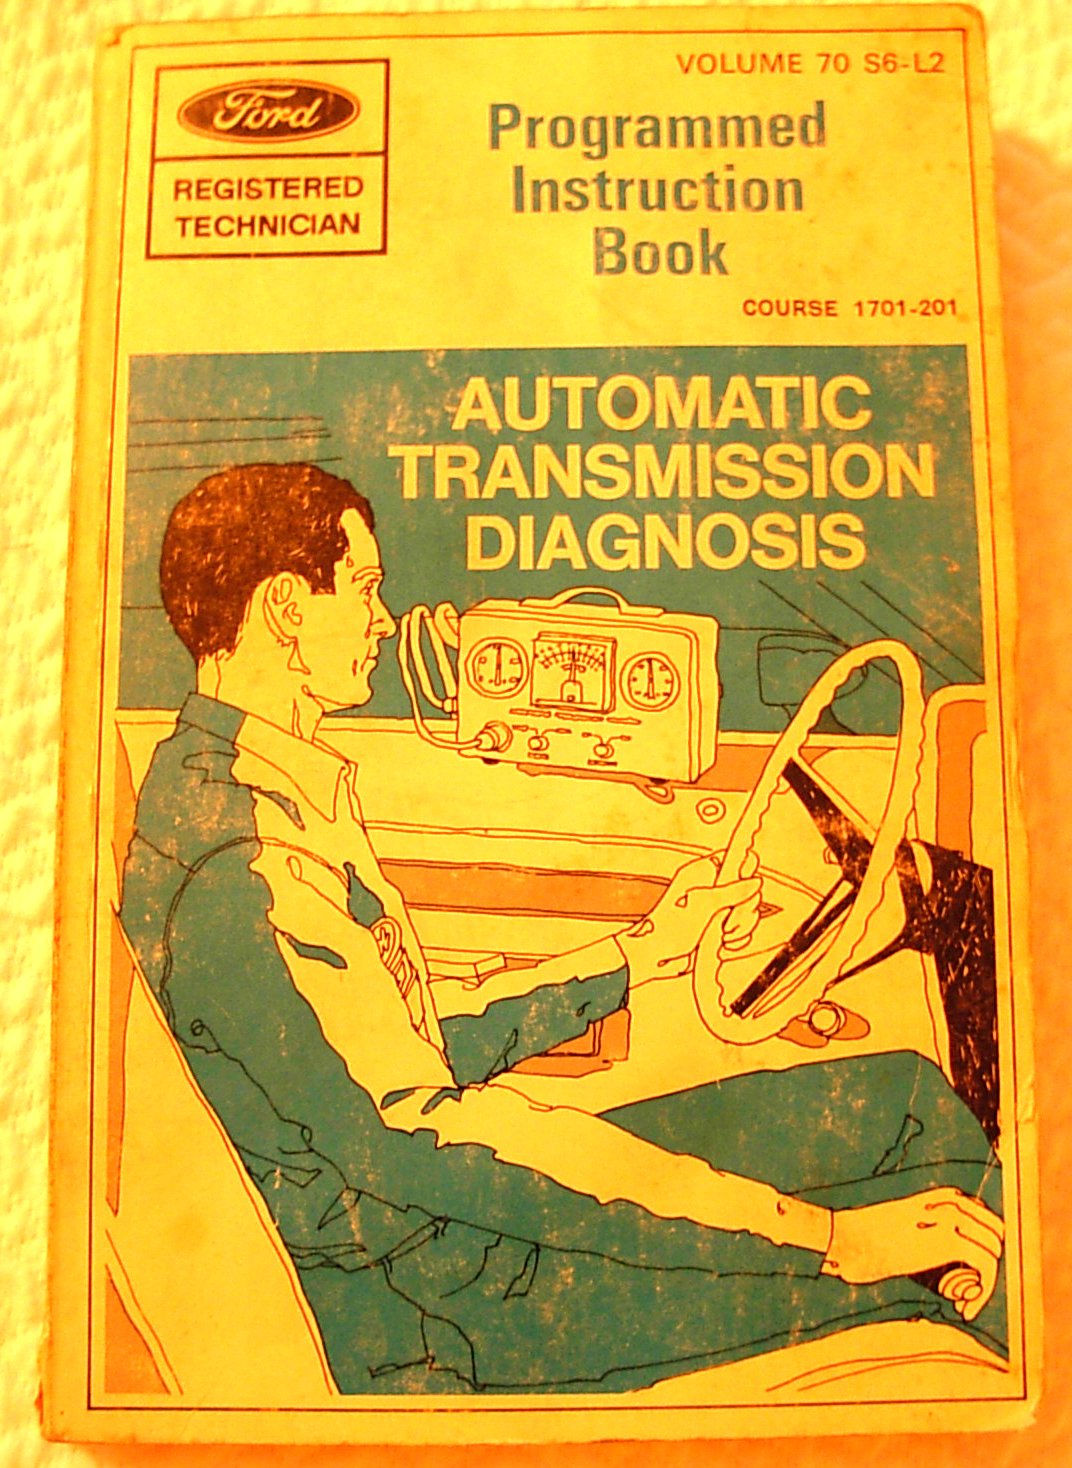 Ford
REGISTERED
TECHNICIAN
VOLUME 70 S6-L2
Programmed
Instruction
Book
COURSE 1701-201
AUTOMATIC
TRANSMISSION
DIAGNOSIS